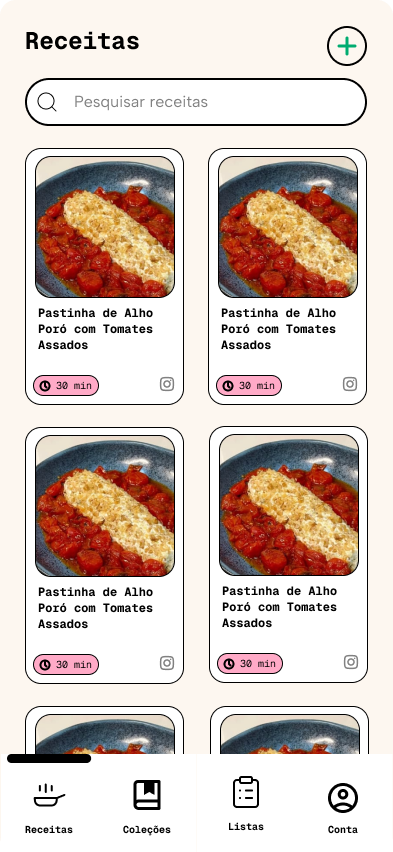 Receitas
Pesquisar receitas
Pastinha de Alho
Poró com Tomates
Assados
30 min
Pastinha de Alho
Poró com Tomates
Assados
30 min
Pastinha de Alho
Poró com Tomates
Assados
30 min
Pastinha de Alho
Poró com Tomates
Assados
30 min
Receitas
Coleções
Listas
Conta